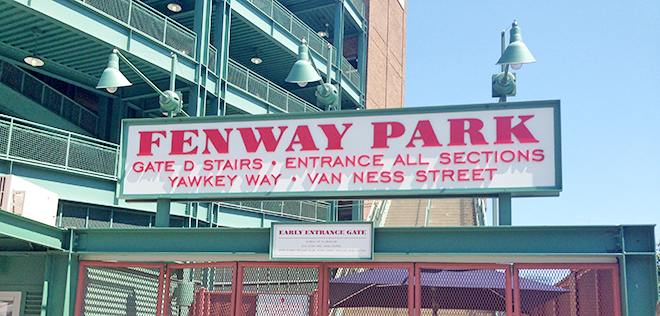 FENWAY PARK
GATE D STAIRS · ENTRANCE ALL SECTIONS
YAWKEY WAY · VAN NESS STREET
EARLY ENTRANCE GATE